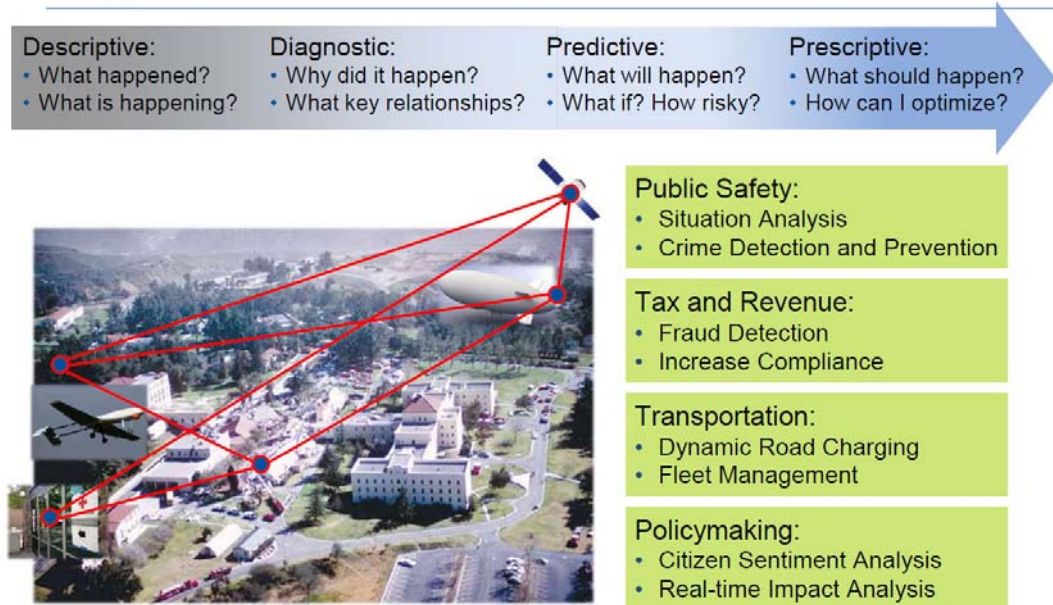 Descriptive:
• What happened?
• What is happening?
Diagnostic:
• Why did it happen?
• What key relationships?
Predictive:
• What will happen?
• What if? How risky?
Prescriptive:
• What should happen?
• How can I optimize?
Public Safety:
• Situation Analysis
• Crime Detection and Prevention
Tax and Revenue:
• Fraud Detection
• Increase Compliance
Transportation:
• Dynamic Road Charging
• Fleet Management
Policymaking:
• Citizen Sentiment Analysis
• Real-time Impact Analysis